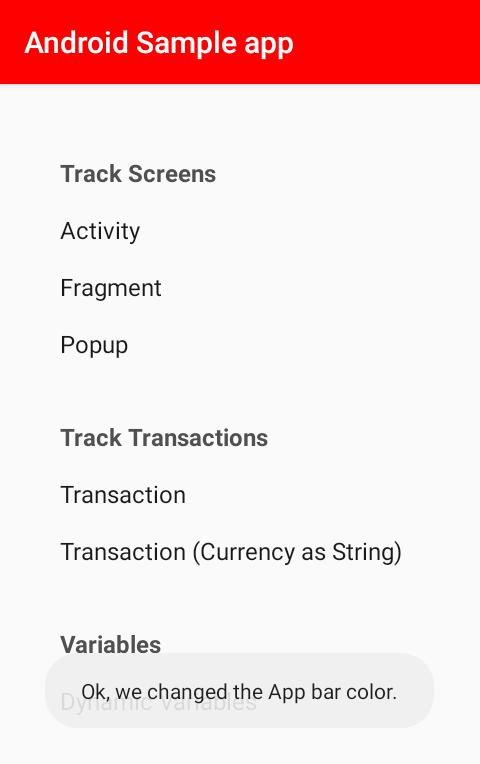 Android Sample app
Track Screens
Activity
Fragment
Popup
Track Transactions
Transaction
Transaction (Currency as String)
Variables
Dynamic Variables
Ok, we changed the App bar color.